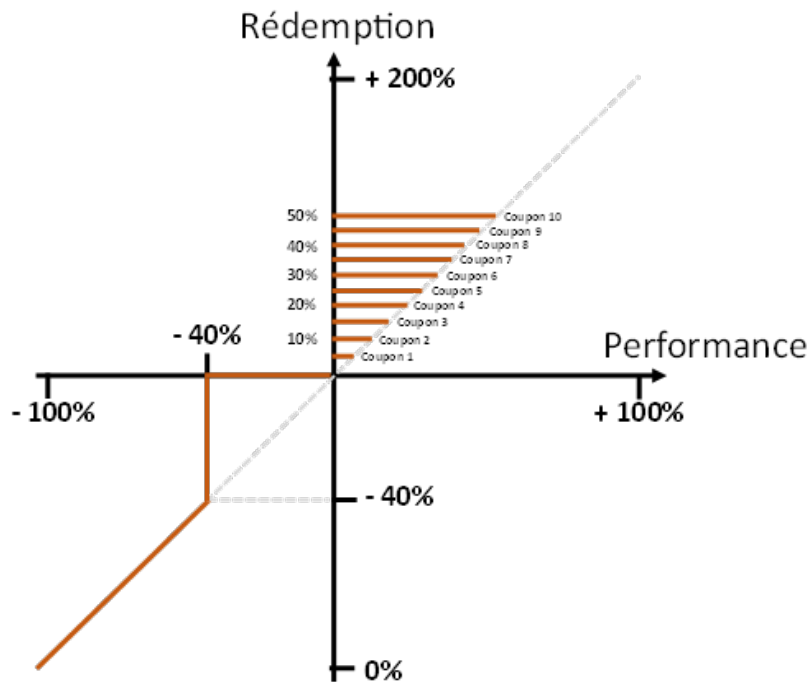 Rédemption
+ 200%
50%
Coupon 10
Coupon 9
40%
Coupon 8
Coupon 7
30%
Coupon 6
Coupon 5
20%
Coupon 4
Coupon 3
- 40%
10%
Coupon 2
Performance
Coupon 1
- 100%
+ 100%
- 40%
0%